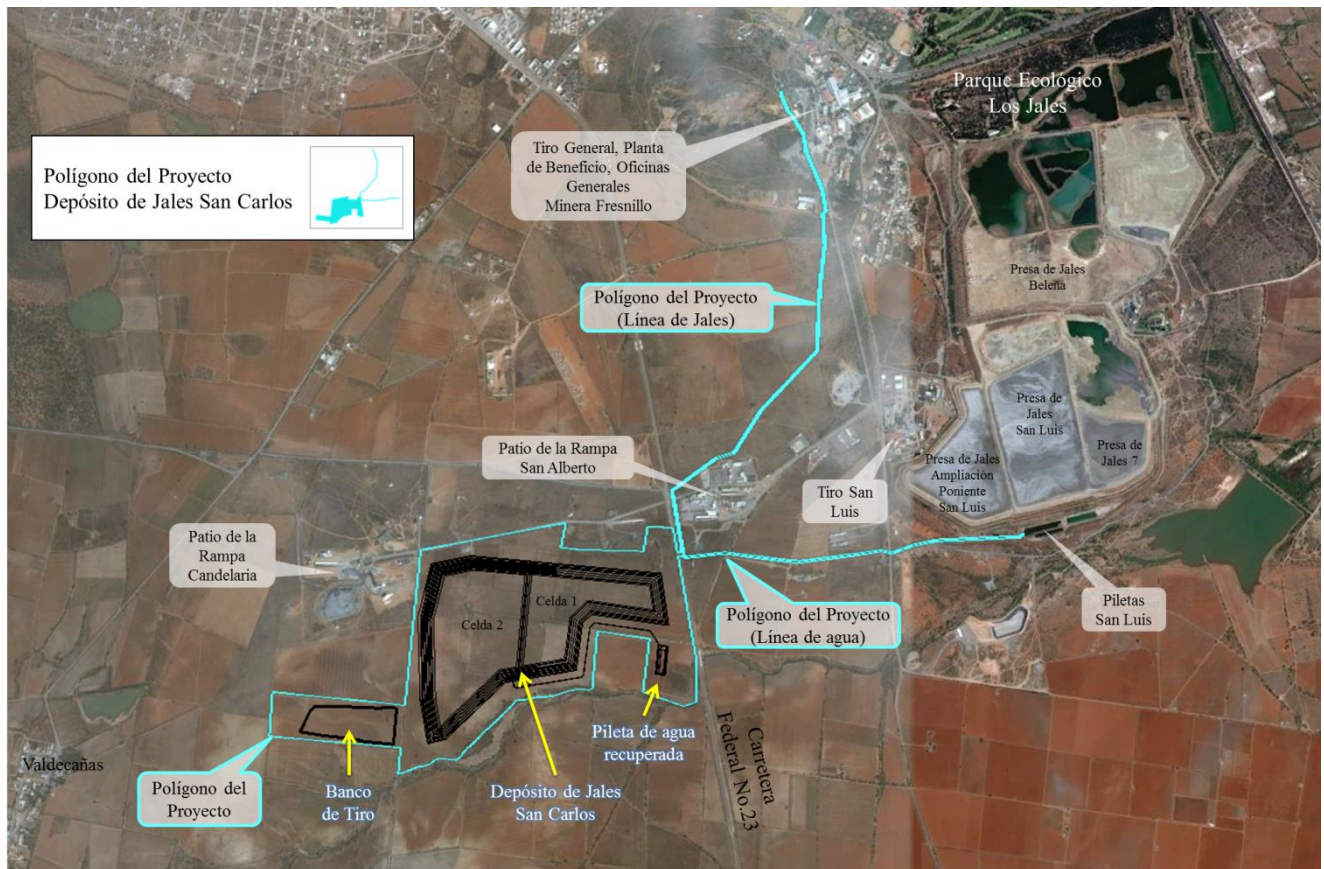 Parque Ecológico
Los Jales
Tiro General, Planta
de Beneficio, Oficinas
Generales
Minera Fresnillo
Polígono del Proyecto
Depósito de Jales San Carlos
Presa de Jales
Beleña
Polígono del Proyecto
(Línea de Jales)
Presa de
Jales
San Luis
Presa de
Jales 7
Presa de Jales
Ampliación
Poniente
San Luis
Patio de la Rampa
San Alberto
Tiro San
Luis
Patio de la
Rampa
Candelaria
Celda 1
Celda 2
Polígono del Proyecto
(Línea de agua)
Piletas
San Luis
Pileta de agua
recuperada
Carretera
Federal No.23
Valdecañas
Polígono del
Proyecto
Banco
de Tiro
Depósito de Jales
San Carlos